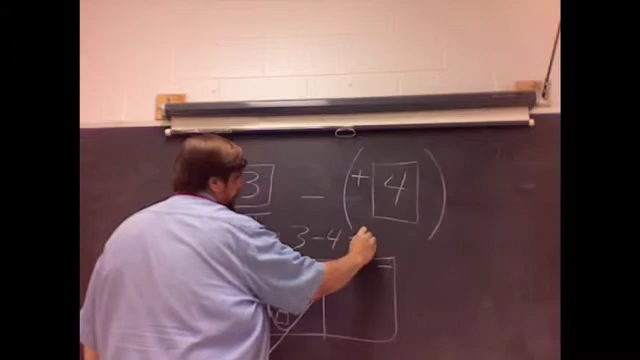 3 − (+ 4)
3 − 4 =